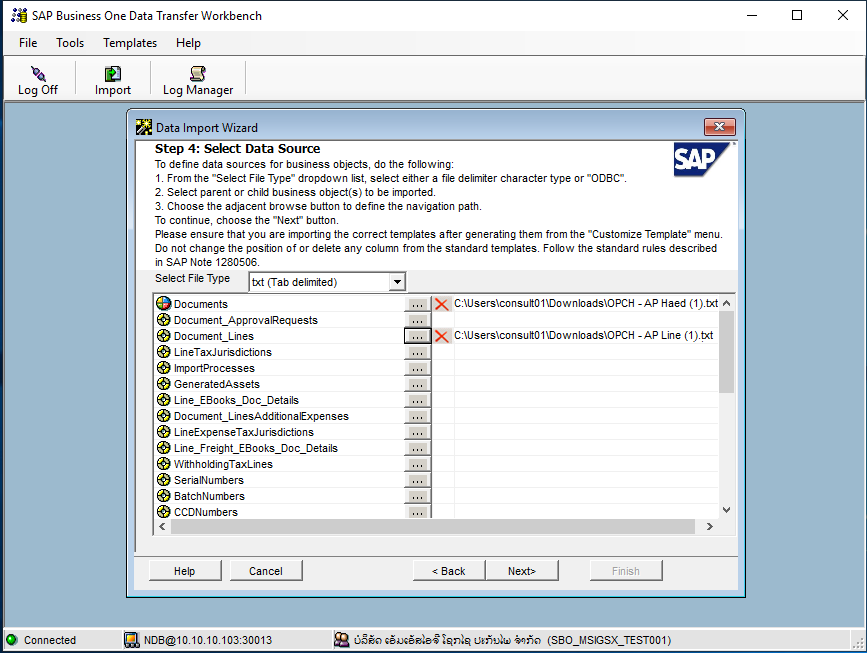 SAP Business One Data Transfer Workbench
File Tools Templates Help
Log Off Import Log Manager
Data Import Wizard
Step 4: Select Data Source
SAP
To define data sources for business objects, do the following:
1. From the "Select File Type" dropdown list, select either a file delimiter character type or "ODBC".
2. Select parent or child business object(s) to be imported.
3. Choose the adjacent browse button to define the navigation path.
To continue, choose the "Next" button.
Please ensure that you are importing the correct templates after generating them from the "Customize Template" menu.
Do not change the position of or delete any column from the standard templates. Follow the standard rules described
in SAP Note 1280506.
Select File Type txt (Tab delimited)
Documents ... C:\Users\consult01\Downloads\OPCH - AP Haed (1).txt
Document_ApprovalRequests ...
Document_Lines ... C:\Users\consult01\Downloads\OPCH - AP Line (1).txt
LineTaxJurisdictions ...
ImportProcesses ...
GeneratedAssets ...
Line_EBooks_Doc_Details ...
Document_LinesAdditionalExpenses ...
LineExpenseTaxJurisdictions ...
Line_Freight_EBooks_Doc_Details ...
WithholdingTaxLines ...
SerialNumbers ...
BatchNumbers ...
CCDNumbers ...
Help Cancel < Back Next> Finish
Connected NDB@10.10.10.103:30013 ບໍລິສັດ ເອັມເອັສໄອຈີ ໂຊກໄຊ ປະກັນໄພ ຈໍາກັດ (SBO_MSIGSX_TEST001)